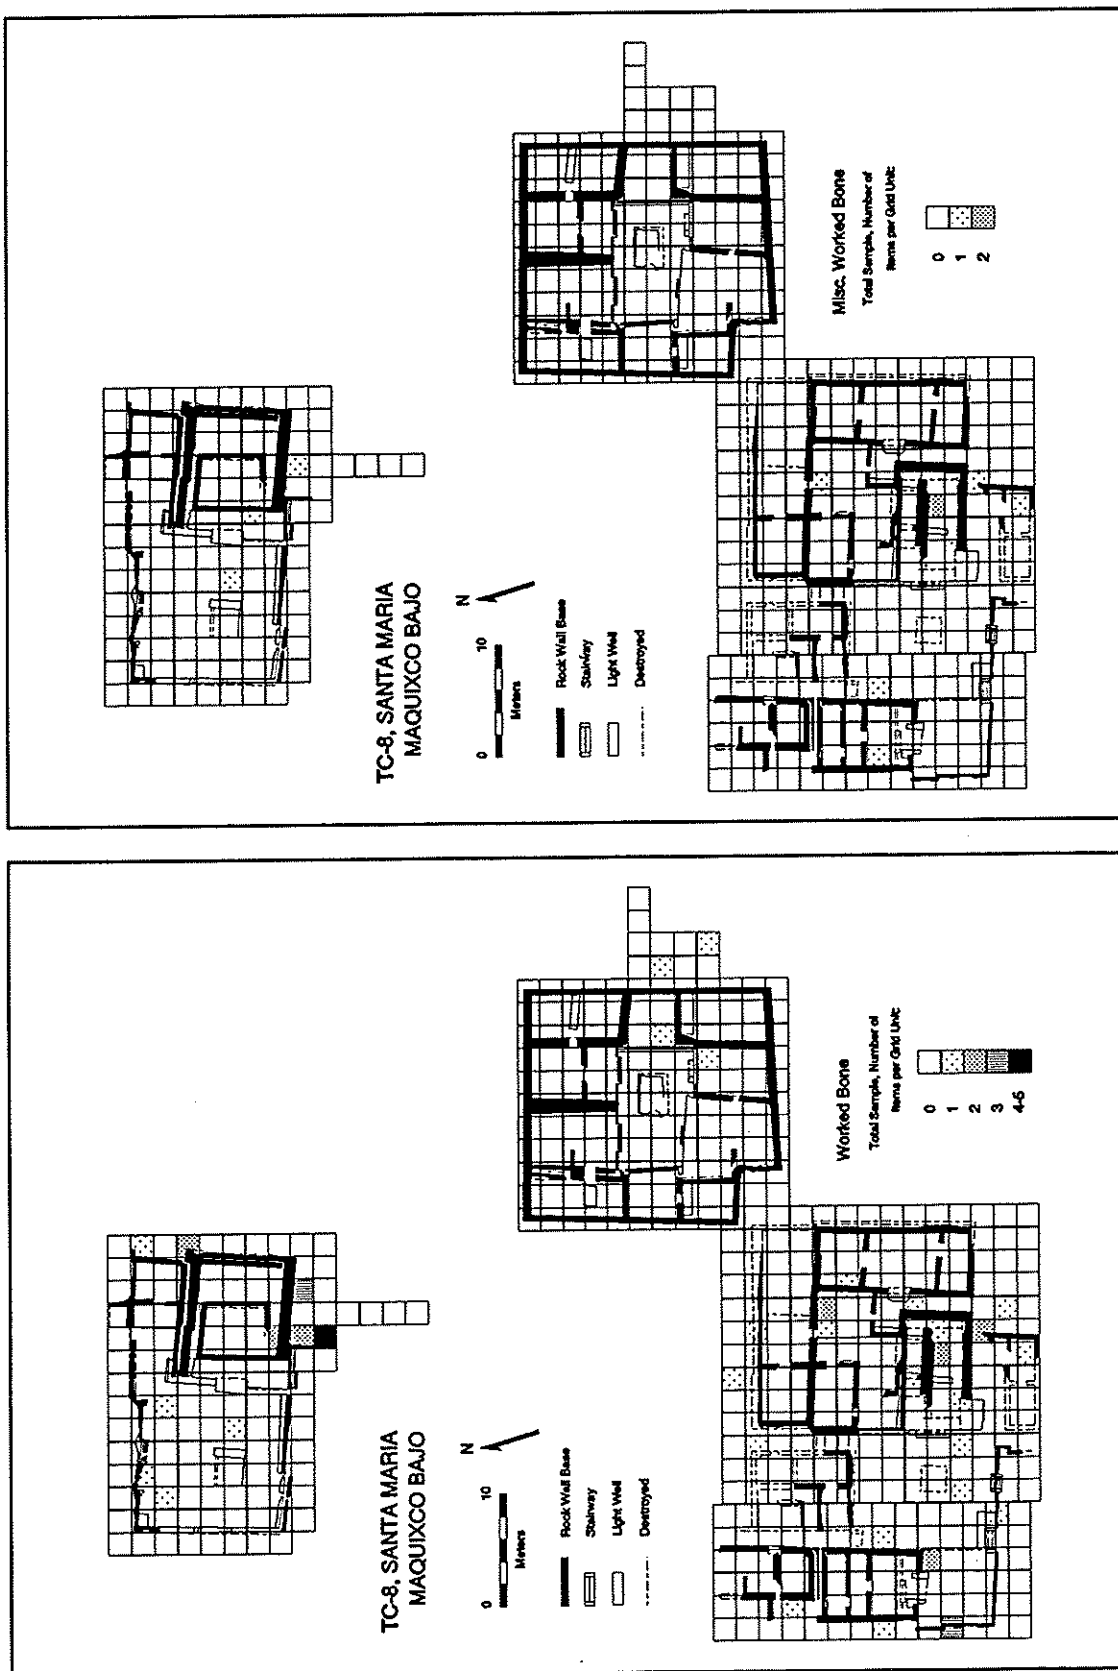 TC-8, SANTA MARIA
MAQUIXCO BAJO
N
0 10
Meters
Rock Wall Base
Stairway
Light Well
Destroyed
Misc. Worked Bone
Total Sample, Number of
Items per Grid Unit:
0
1
2
TC-8, SANTA MARIA
MAQUIXCO BAJO
N
0 10
Meters
Rock Wall Base
Stairway
Light Well
Destroyed
Worked Bone
Total Sample, Number of
Items per Grid Unit:
0
1
2
3
4-5